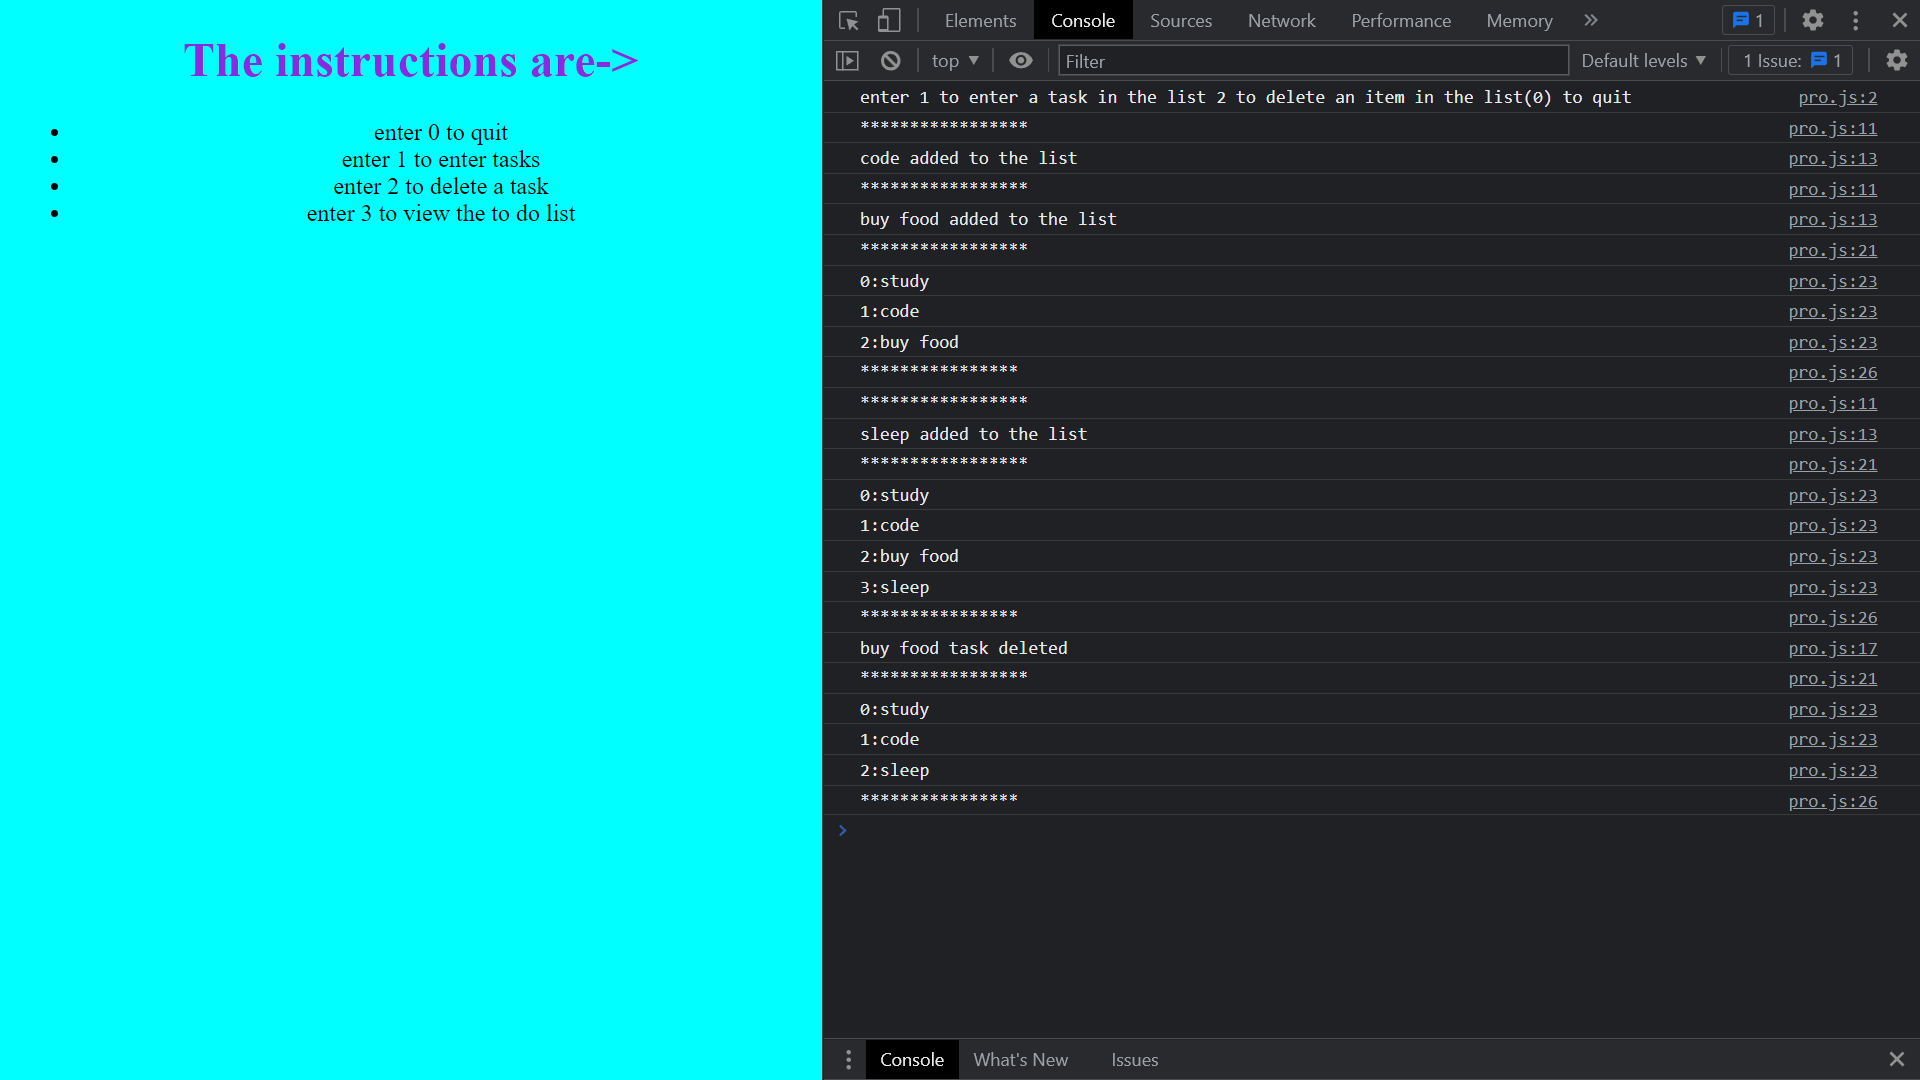 The instructions are->
enter 0 to quit
enter 1 to enter tasks
enter 2 to delete a task
enter 3 to view the to do list
Elements Console Sources Network Performance Memory » 1
top ▼ Filter Default levels ▼ 1 Issue: 1
enter 1 to enter a task in the list 2 to delete an item in the list(0) to quit pro.js:2
***************** pro.js:11
code added to the list pro.js:13
***************** pro.js:11
buy food added to the list pro.js:13
***************** pro.js:21
0:study pro.js:23
1:code pro.js:23
2:buy food pro.js:23
**************** pro.js:26
***************** pro.js:11
sleep added to the list pro.js:13
***************** pro.js:21
0:study pro.js:23
1:code pro.js:23
2:buy food pro.js:23
3:sleep pro.js:23
**************** pro.js:26
buy food task deleted pro.js:17
***************** pro.js:21
0:study pro.js:23
1:code pro.js:23
2:sleep pro.js:23
**************** pro.js:26
Console What's New Issues